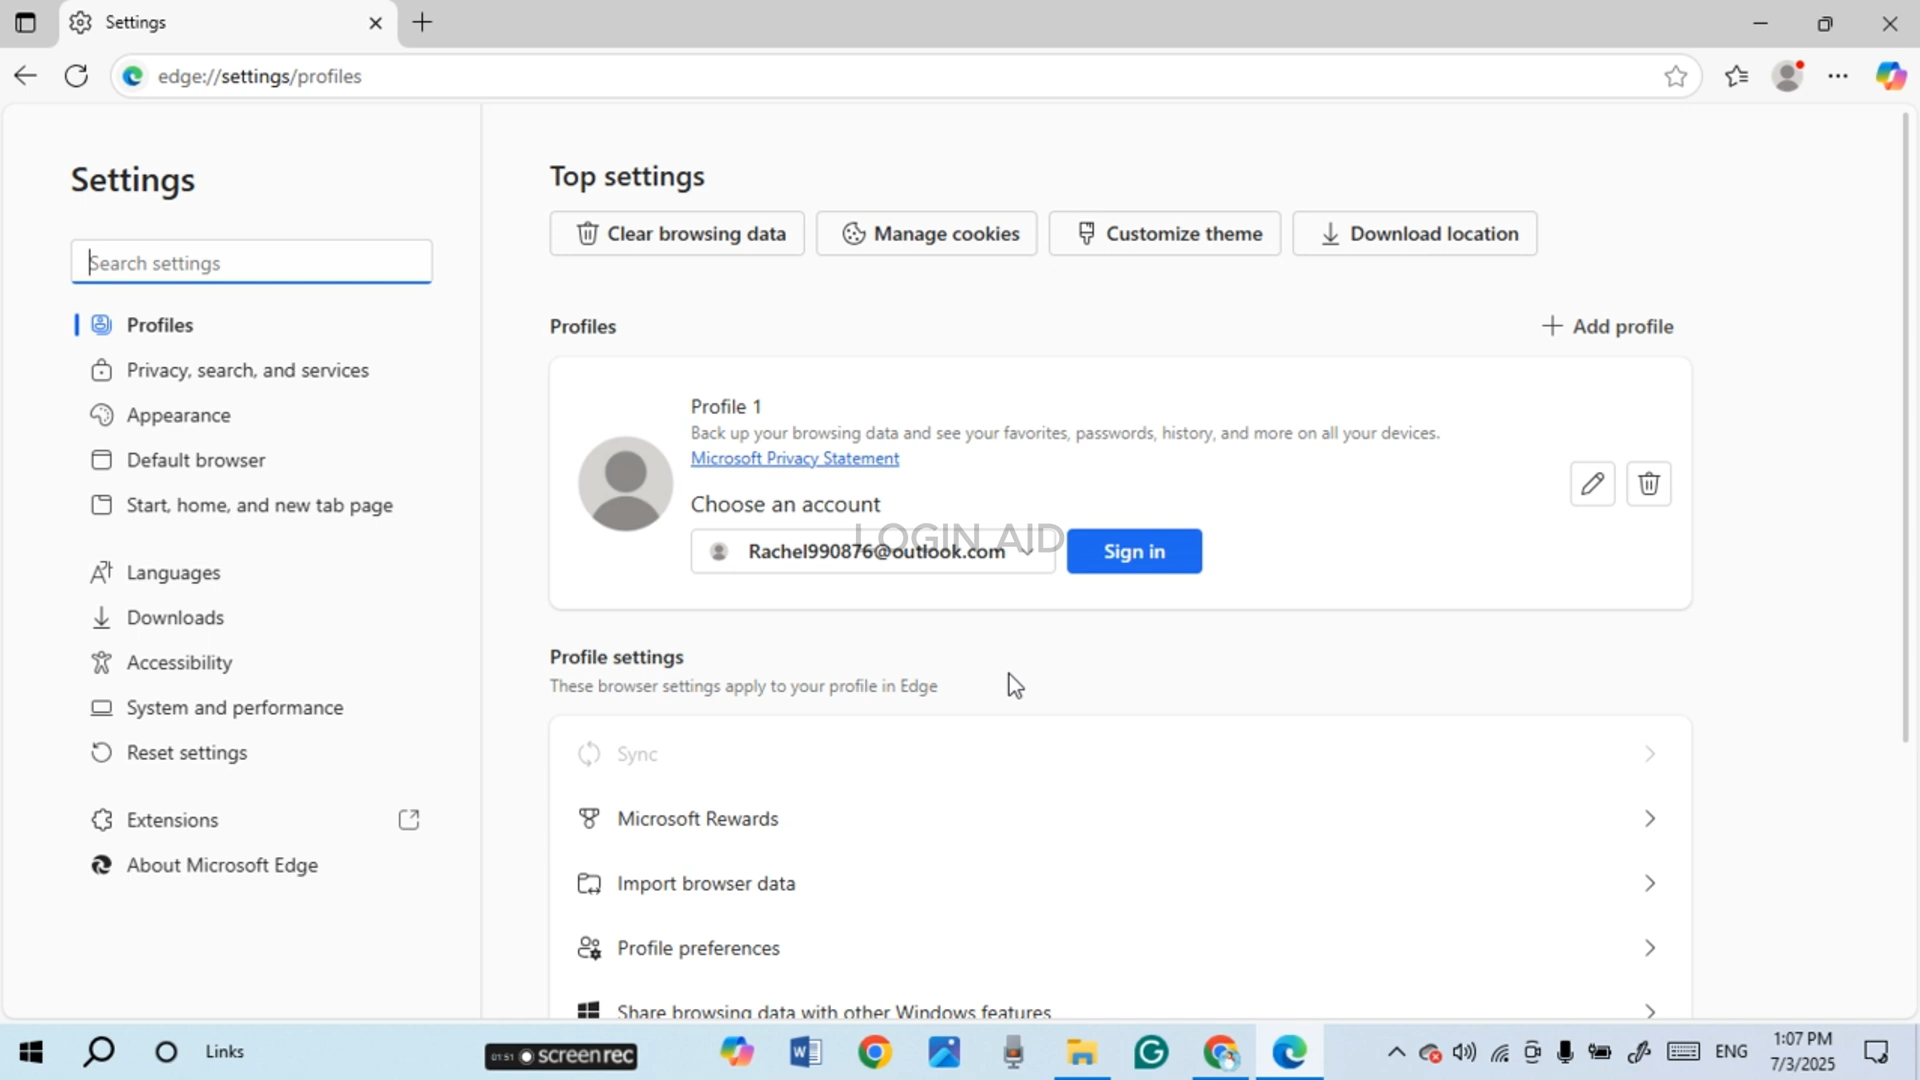 Settings
edge://settings/profiles
Settings
Search settings
Profiles
Privacy, search, and services
Appearance
Default browser
Start, home, and new tab page
Languages
Downloads
Accessibility
System and performance
Reset settings
Extensions
About Microsoft Edge
Top settings
Clear browsing data
Manage cookies
Customize theme
Download location
Profiles
Add profile
Profile 1
Back up your browsing data and see your favorites, passwords, history, and more on all your devices.
Microsoft Privacy Statement
Choose an account
LOGIN AID
Rachel990876@outlook.com
Sign in
Profile settings
These browser settings apply to your profile in Edge
Sync
Microsoft Rewards
Import browser data
Profile preferences
Share browsing data with other Windows features
Links
01:51 screenrec
ENG
1:07 PM
7/3/2025